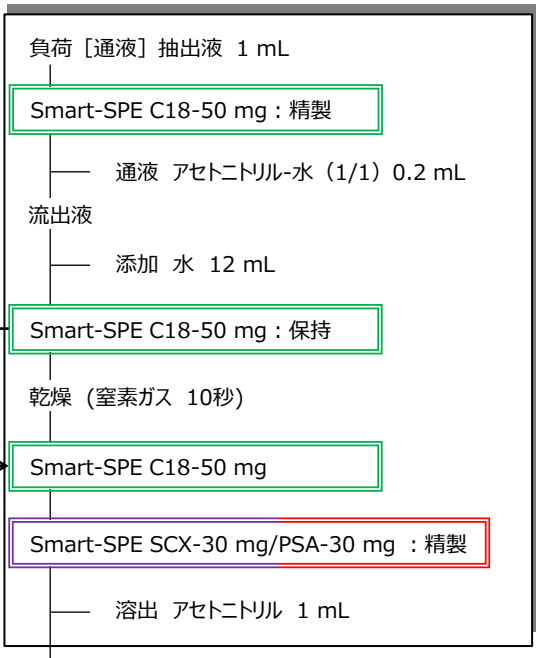 負荷［通液］抽出液 1 mL
Smart-SPE C18-50 mg：精製
通液 アセトニトリル-水（1/1）0.2 mL
流出液
添加 水 12 mL
Smart-SPE C18-50 mg：保持
乾燥 (窒素ガス 10秒)
Smart-SPE C18-50 mg
Smart-SPE SCX-30 mg/PSA-30 mg ：精製
溶出 アセトニトリル 1 mL